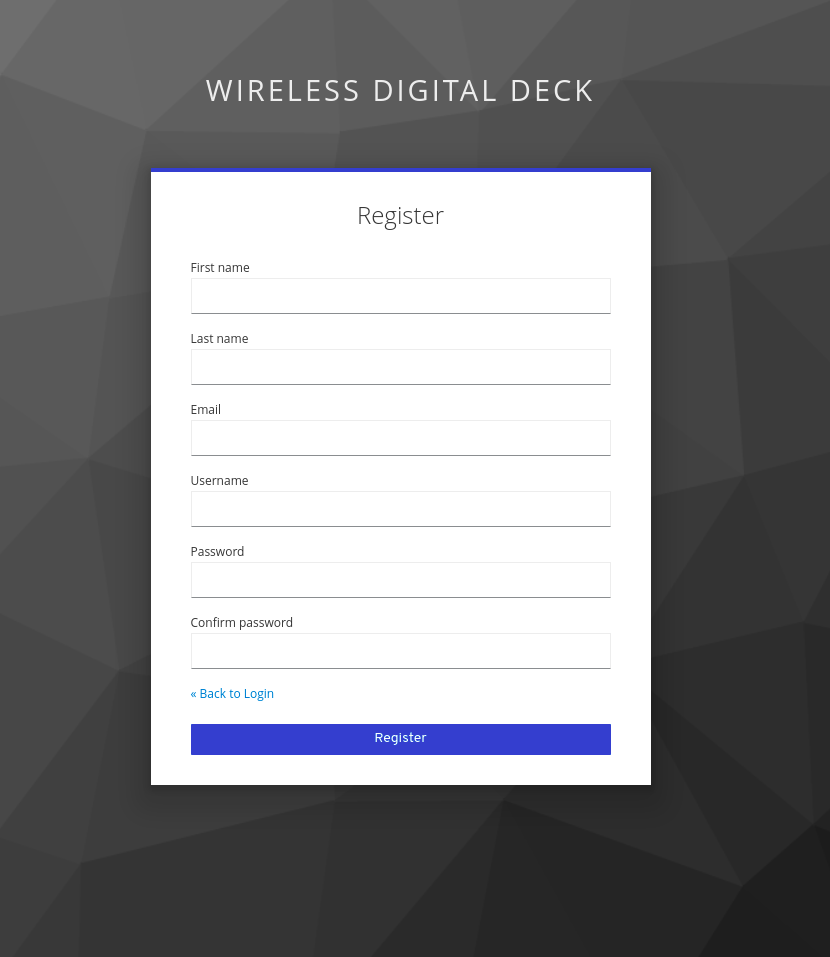 WIRELESS DIGITAL DECK
Register
First name
Last name
Email
Username
Password
Confirm password
« Back to Login
Register